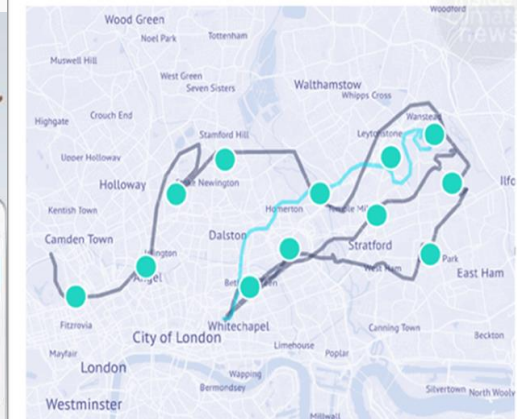 Woodford
Wood Green
news
Noel Park
Tottenham
Muswell Hill
West Green
Seven Sisters
Walthamstow
Whipps Cross
Highgate
Crouch End
Wanstead
Stamford Hill
Leytonstone
Upper Holloway
Holloway
Newington
Kentish Town
Homerton
Temple Mil
Camden Town
Dalston
Stratford
Angel
West Ham
Park
East Ham
Fitzrovia
Whitechapel
City of London
Canning Town
Limehouse
Beckton
Mayfair
Poplar
London
Wapping
Bermondsey
Silvertown
North Woolw
Westminster
Millwall